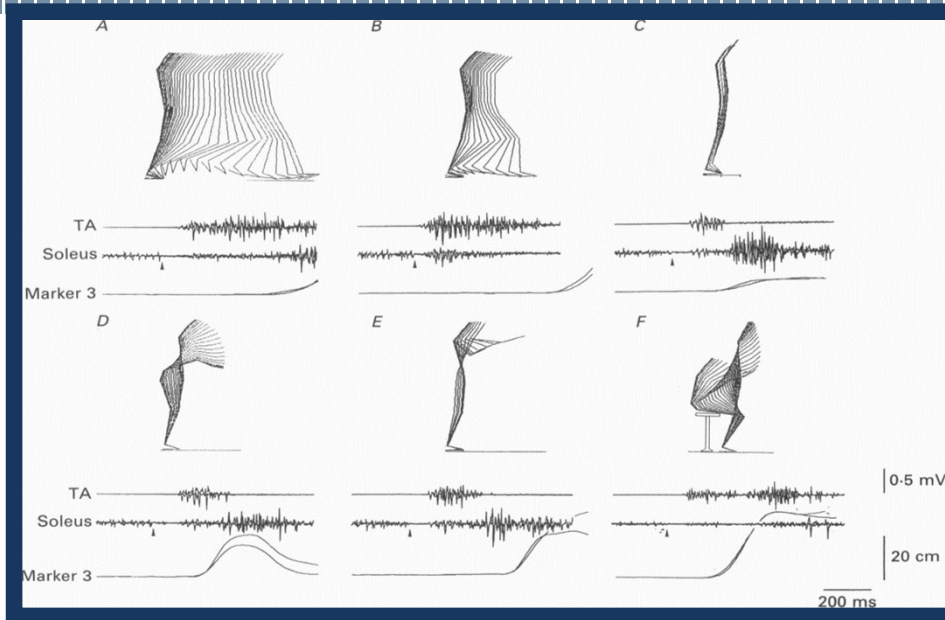 A B C
TA
Soleus
Marker 3
D E F
TA
0·5 mV
Soleus
20 cm
Marker 3
200 ms